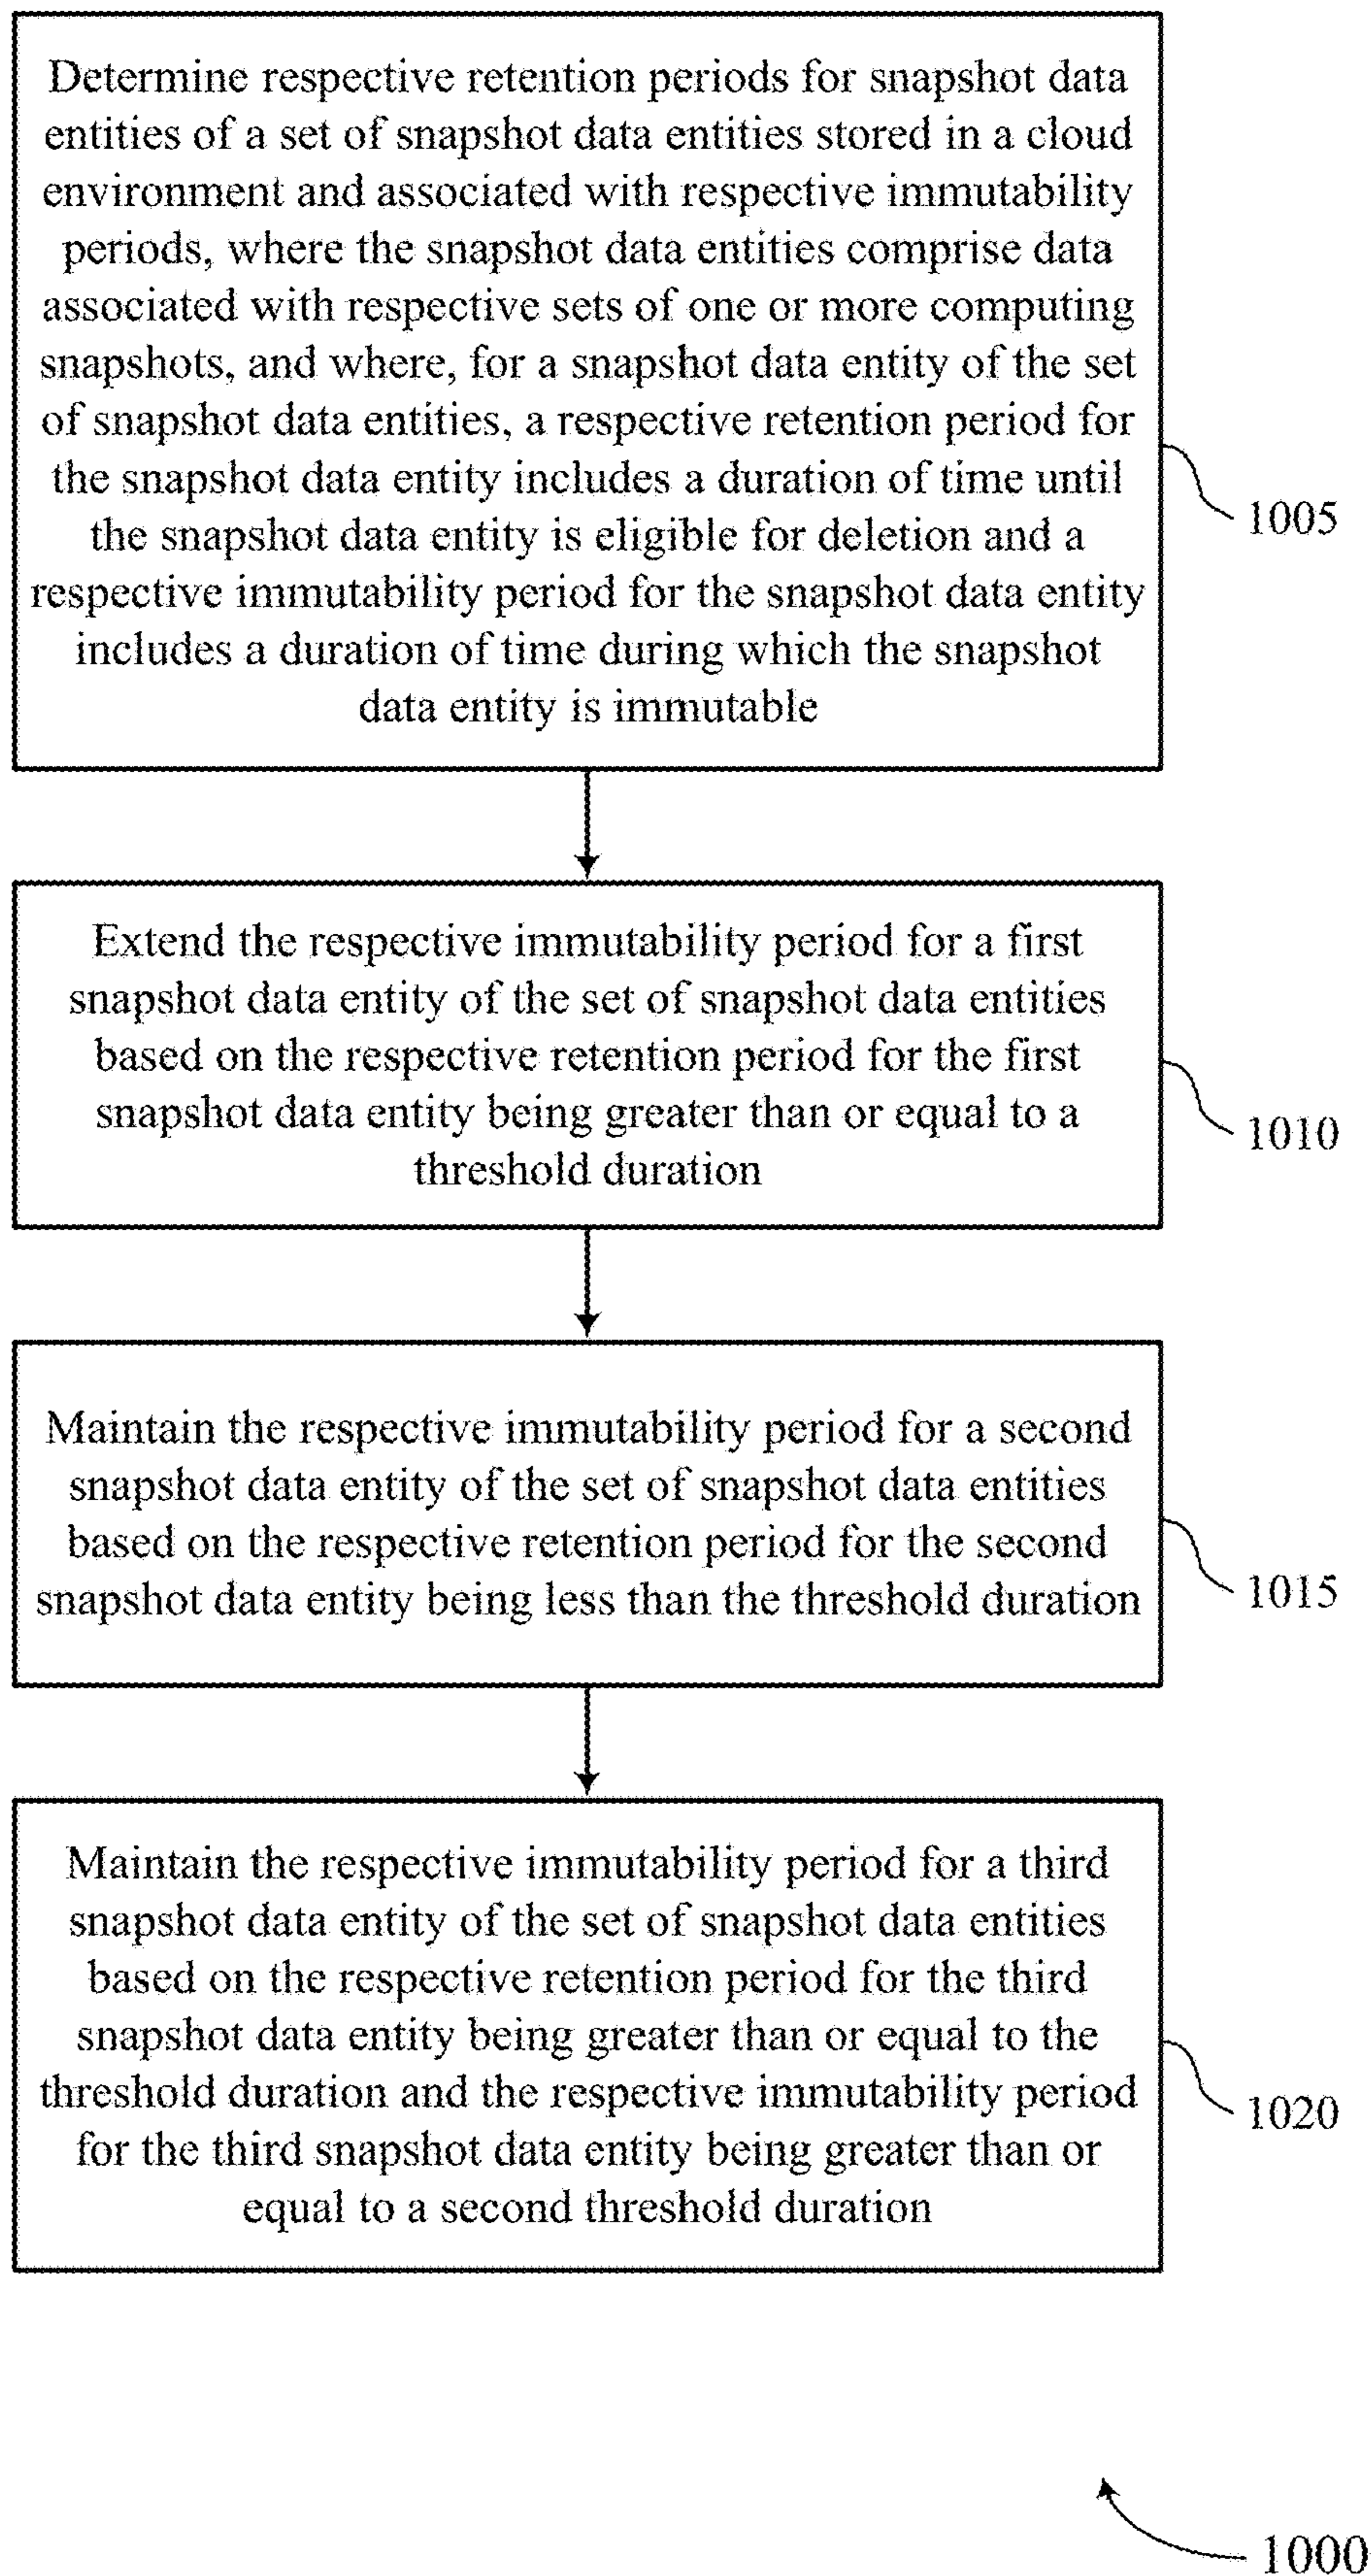 Determine respective retention periods for snapshot data
entities of a set of snapshot data entities stored in a cloud
environment and associated with respective immutability
periods, where the snapshot data entities comprise data
associated with respective sets of one or more computing
snapshots, and where, for a snapshot data entity of the set
of snapshot data entities, a respective retention period for
the snapshot data entity includes a duration of time until
the snapshot data entity is eligible for deletion and a
respective immutability period for the snapshot data entity
includes a duration of time during which the snapshot
data entity is immutable
1005
Extend the respective immutability period for a first
snapshot data entity of the set of snapshot data entities
based on the respective retention period for the first
snapshot data entity being greater than or equal to a
threshold duration
1010
Maintain the respective immutability period for a second
snapshot data entity of the set of snapshot data entities
based on the respective retention period for the second
snapshot data entity being less than the threshold duration
1015
Maintain the respective immutability period for a third
snapshot data entity of the set of snapshot data entities
based on the respective retention period for the third
snapshot data entity being greater than or equal to the
threshold duration and the respective immutability period
for the third snapshot data entity being greater than or
equal to a second threshold duration
1020
1000